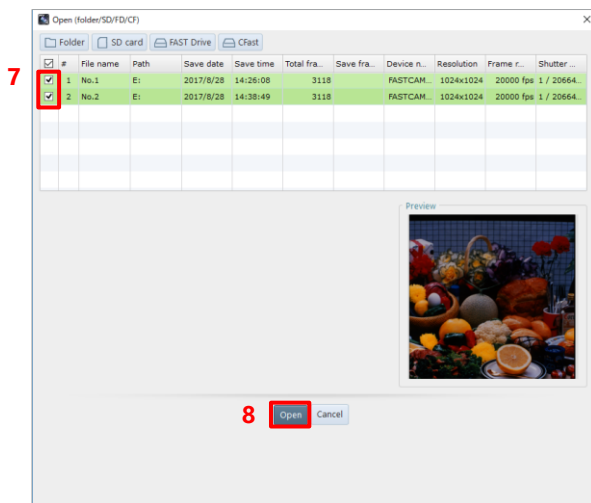 Open (folder/SD/FD/CF)
Folder SD card FAST Drive CFast
# File name Path Save date Save time Total fra... Save fra... Device n... Resolution Frame r... Shutter ...
7
1 No.1 E: 2017/8/28 14:26:08 3118 FASTCAM... 1024x1024 20000 fps 1 / 20664...
2 No.2 E: 2017/8/28 14:38:49 3118 FASTCAM... 1024x1024 20000 fps 1 / 20664...
Preview
8 Open Cancel